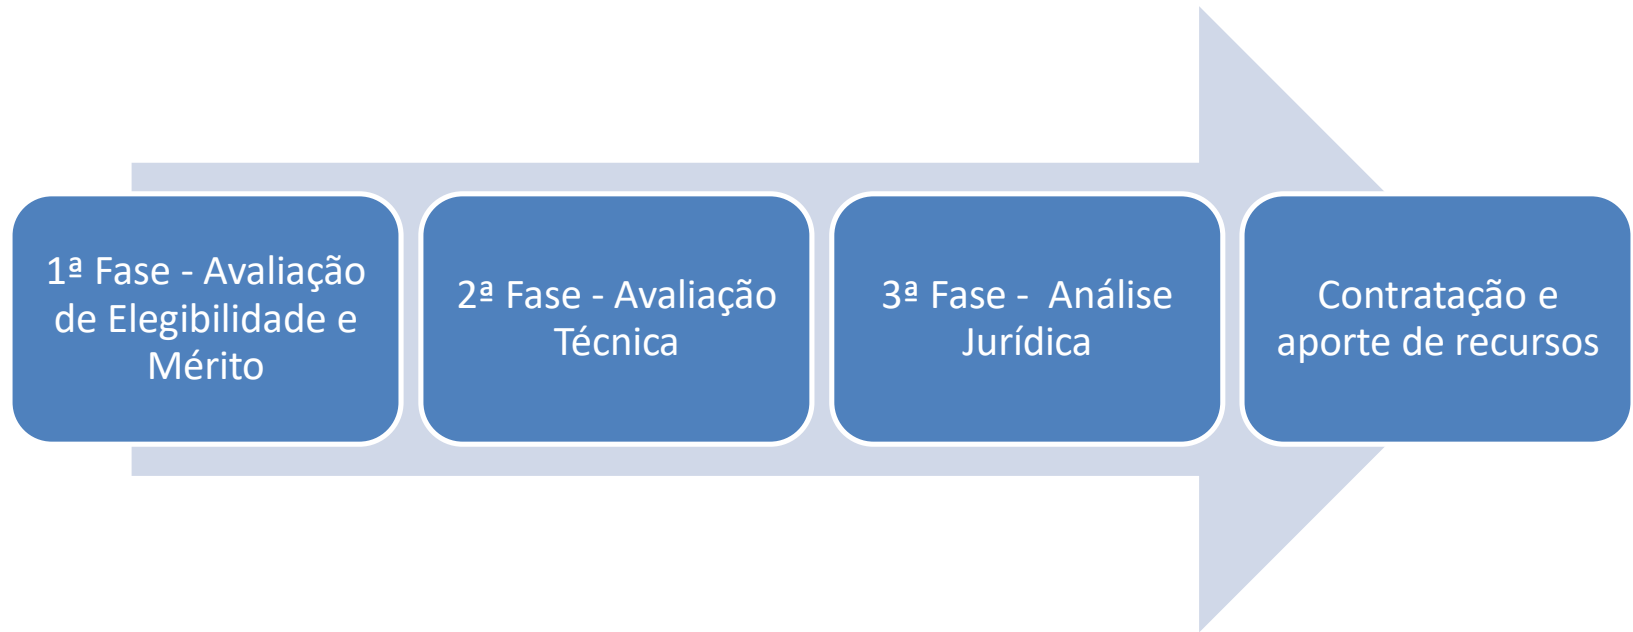 1ª Fase - Avaliação
de Elegibilidade e
Mérito
2ª Fase - Avaliação
Técnica
3ª Fase -  Análise
Jurídica
Contratação e
aporte de recursos